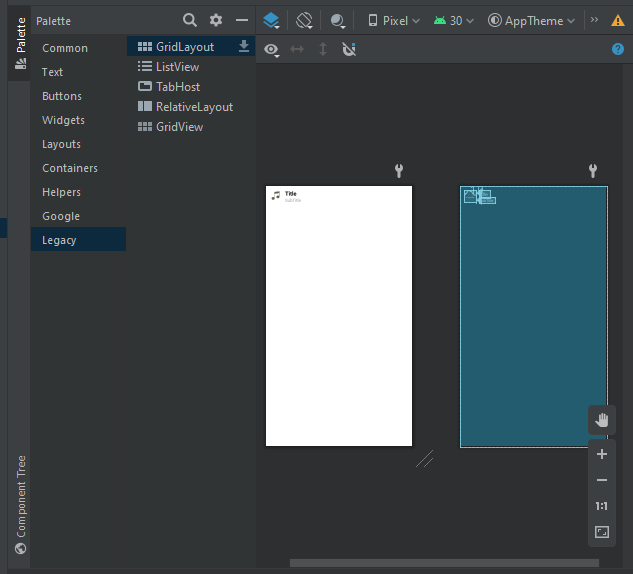 Palette
Palette
Pixel
30
AppTheme
Common
Text
Buttons
Widgets
Layouts
Containers
Helpers
Google
Legacy
GridLayout
ListView
TabHost
RelativeLayout
GridView
?
Title
SubTitle
1:1
Component Tree